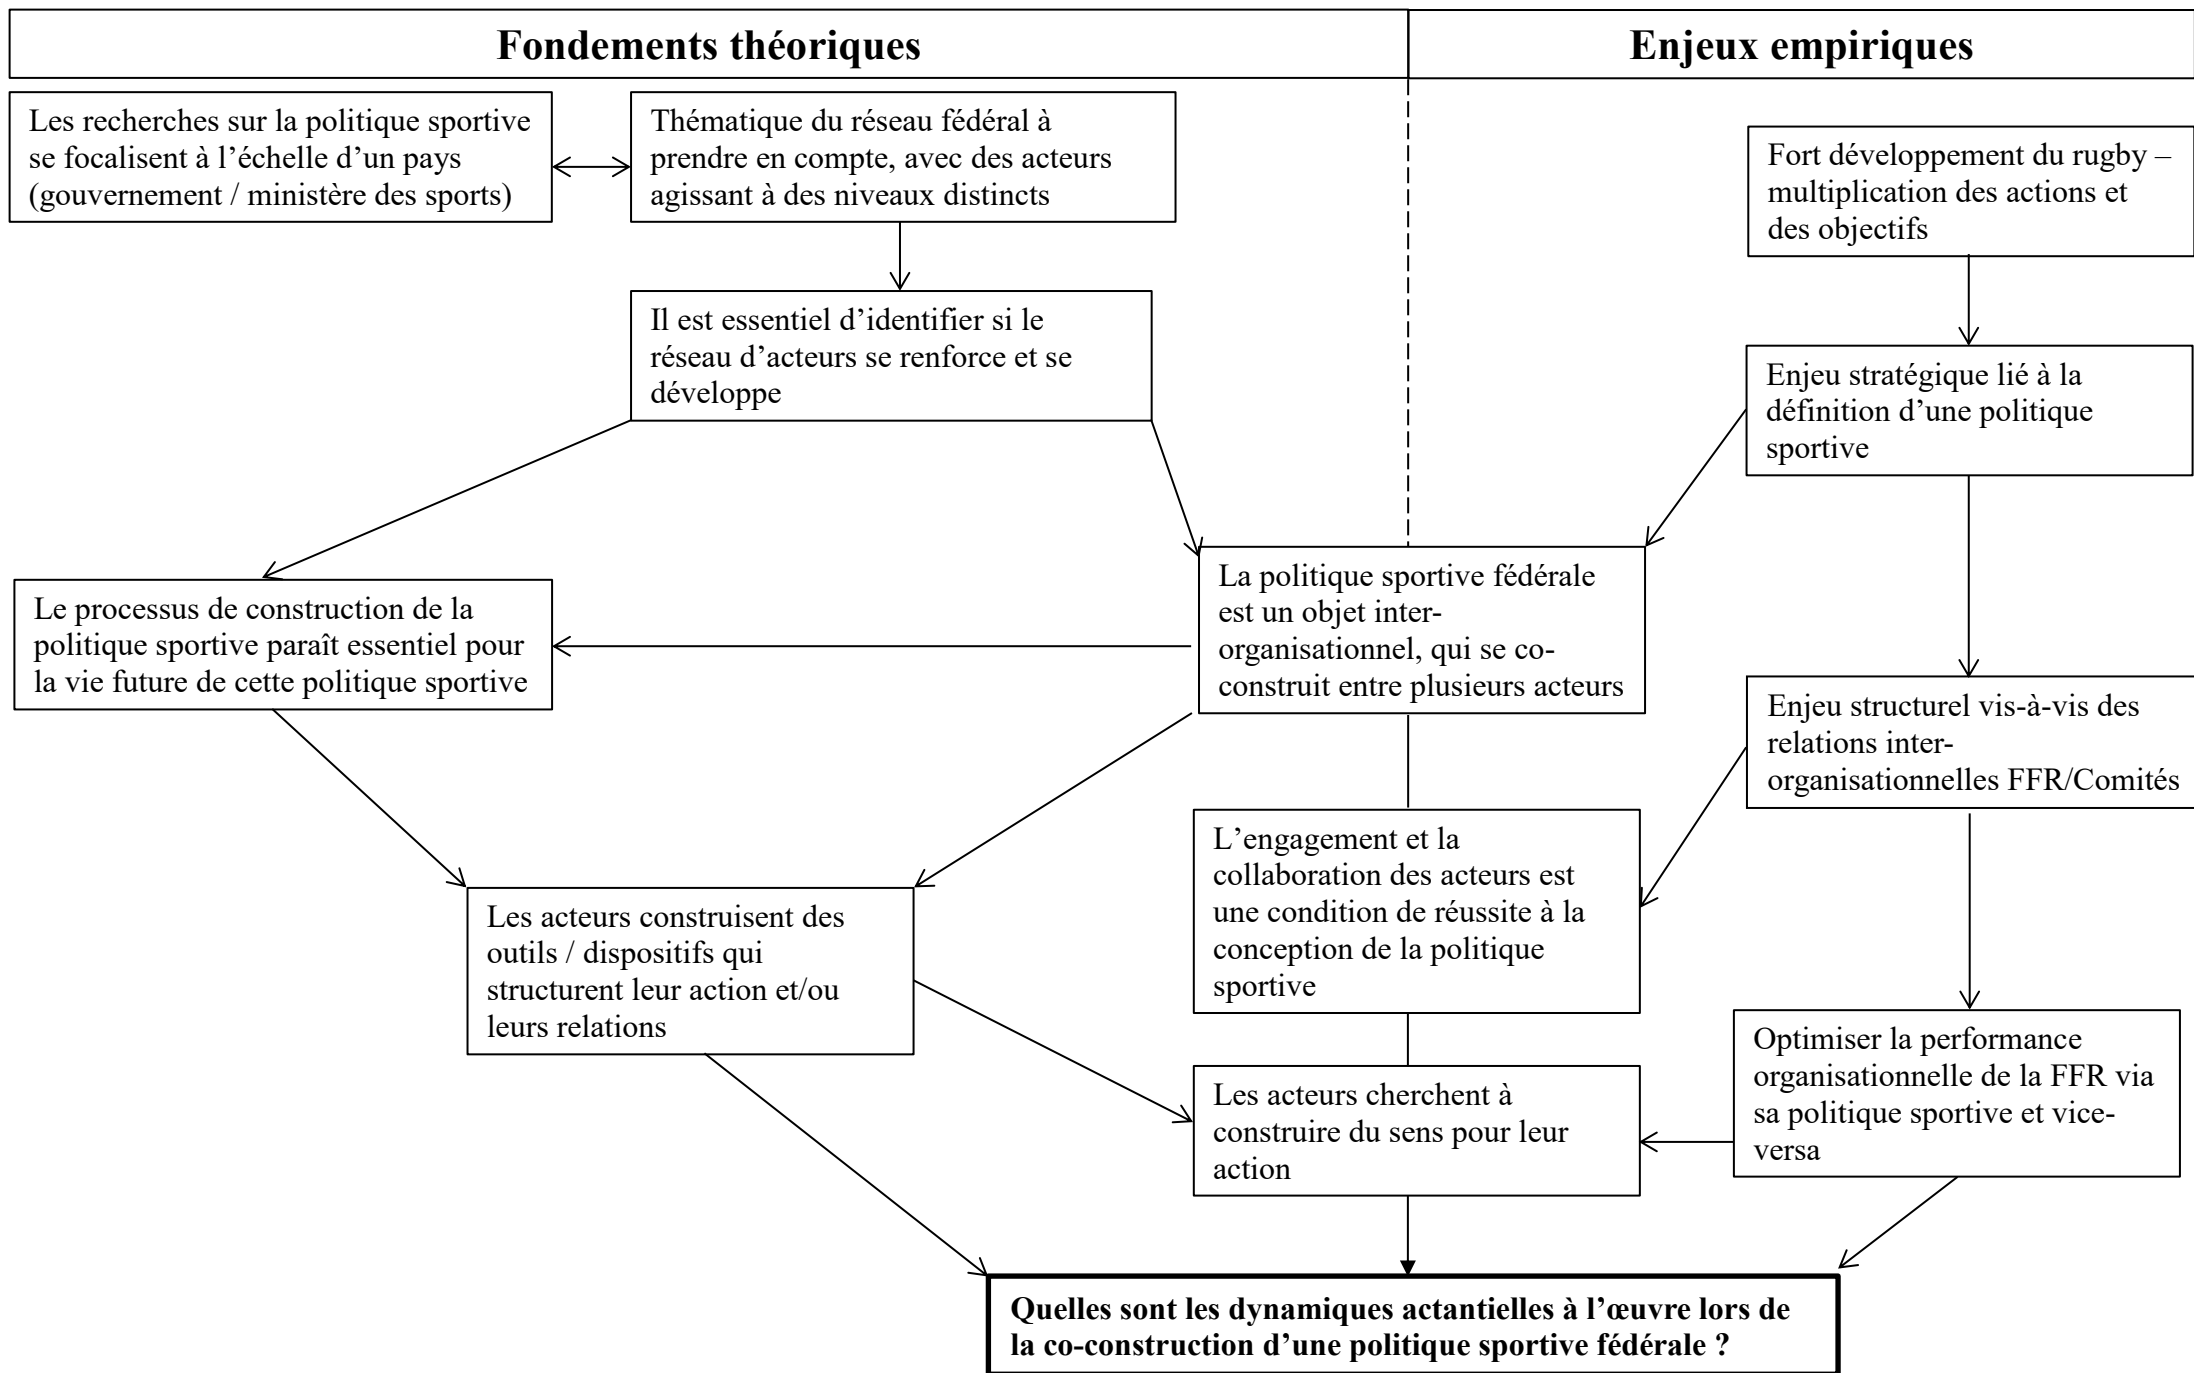 Fondements théoriques
Enjeux empiriques
Les recherches sur la politique sportive
se focalisent à l’échelle d’un pays
(gouvernement / ministère des sports)
Thématique du réseau fédéral à
prendre en compte, avec des acteurs
agissant à des niveaux distincts
Fort développement du rugby –
multiplication des actions et
des objectifs
Il est essentiel d’identifier si le
réseau d’acteurs se renforce et se
développe
Enjeu stratégique lié à la
définition d’une politique
sportive
Le processus de construction de la
politique sportive paraît essentiel pour
la vie future de cette politique sportive
La politique sportive fédérale
est un objet inter-
organisationnel, qui se co-
construit entre plusieurs acteurs
Enjeu structurel vis-à-vis des
relations inter-
organisationnelles FFR/Comités
L’engagement et la
collaboration des acteurs est
une condition de réussite à la
conception de la politique
sportive
Les acteurs construisent des
outils / dispositifs qui
structurent leur action et/ou
leurs relations
Optimiser la performance
organisationnelle de la FFR via
sa politique sportive et vice-
versa
Les acteurs cherchent à
construire du sens pour leur
action
Quelles sont les dynamiques actantielles à l’œuvre lors de
la co-construction d’une politique sportive fédérale ?